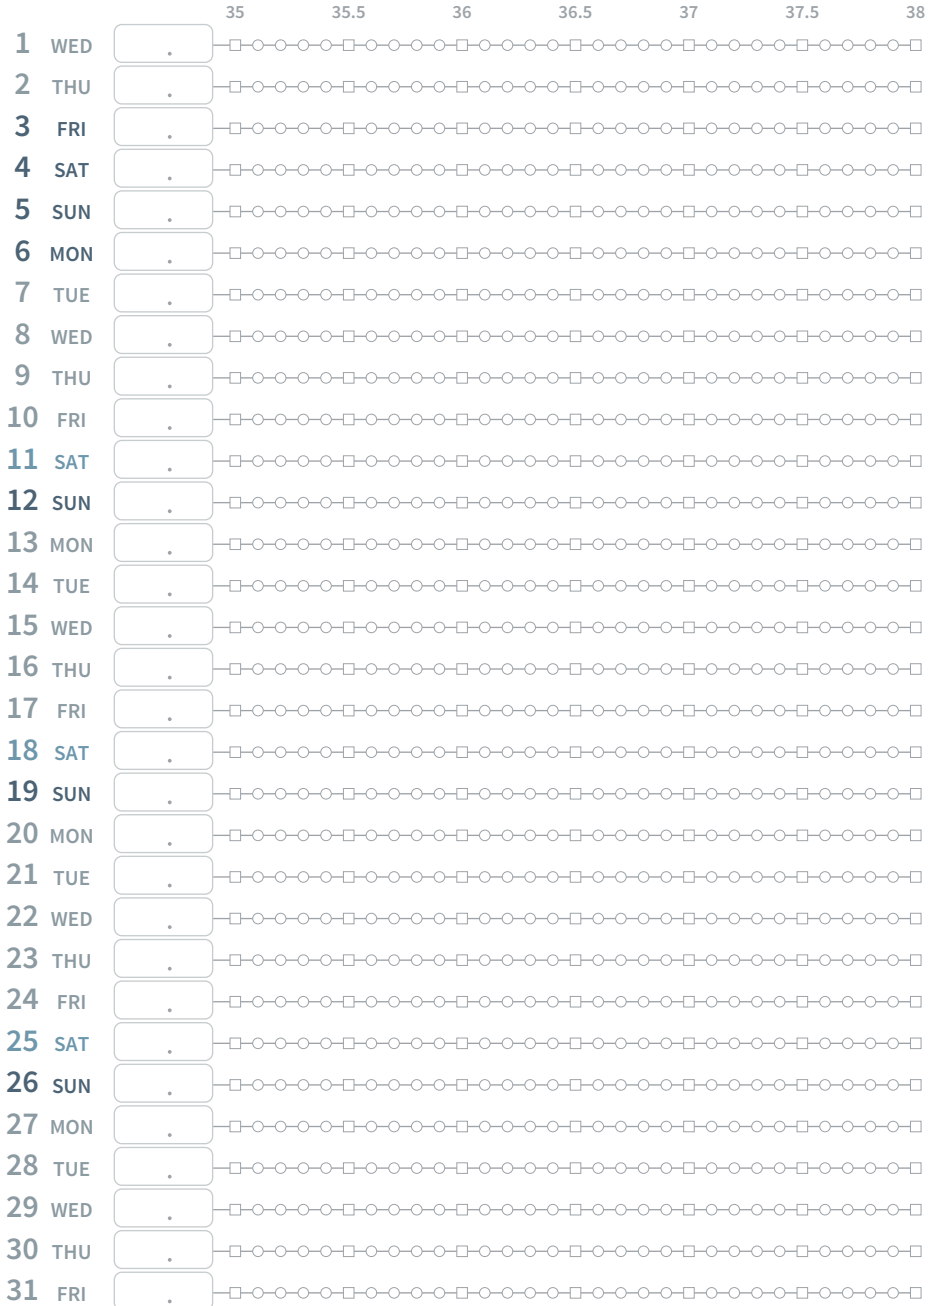 35 35.5 36 36.5 37 37.5 38
1 WED .
2 THU .
3 FRI .
4 SAT .
5 SUN .
6 MON .
7 TUE .
8 WED .
9 THU .
10 FRI .
11 SAT .
12 SUN .
13 MON .
14 TUE .
15 WED .
16 THU .
17 FRI .
18 SAT .
19 SUN .
20 MON .
21 TUE .
22 WED .
23 THU .
24 FRI .
25 SAT .
26 SUN .
27 MON .
28 TUE .
29 WED .
30 THU .
31 FRI .